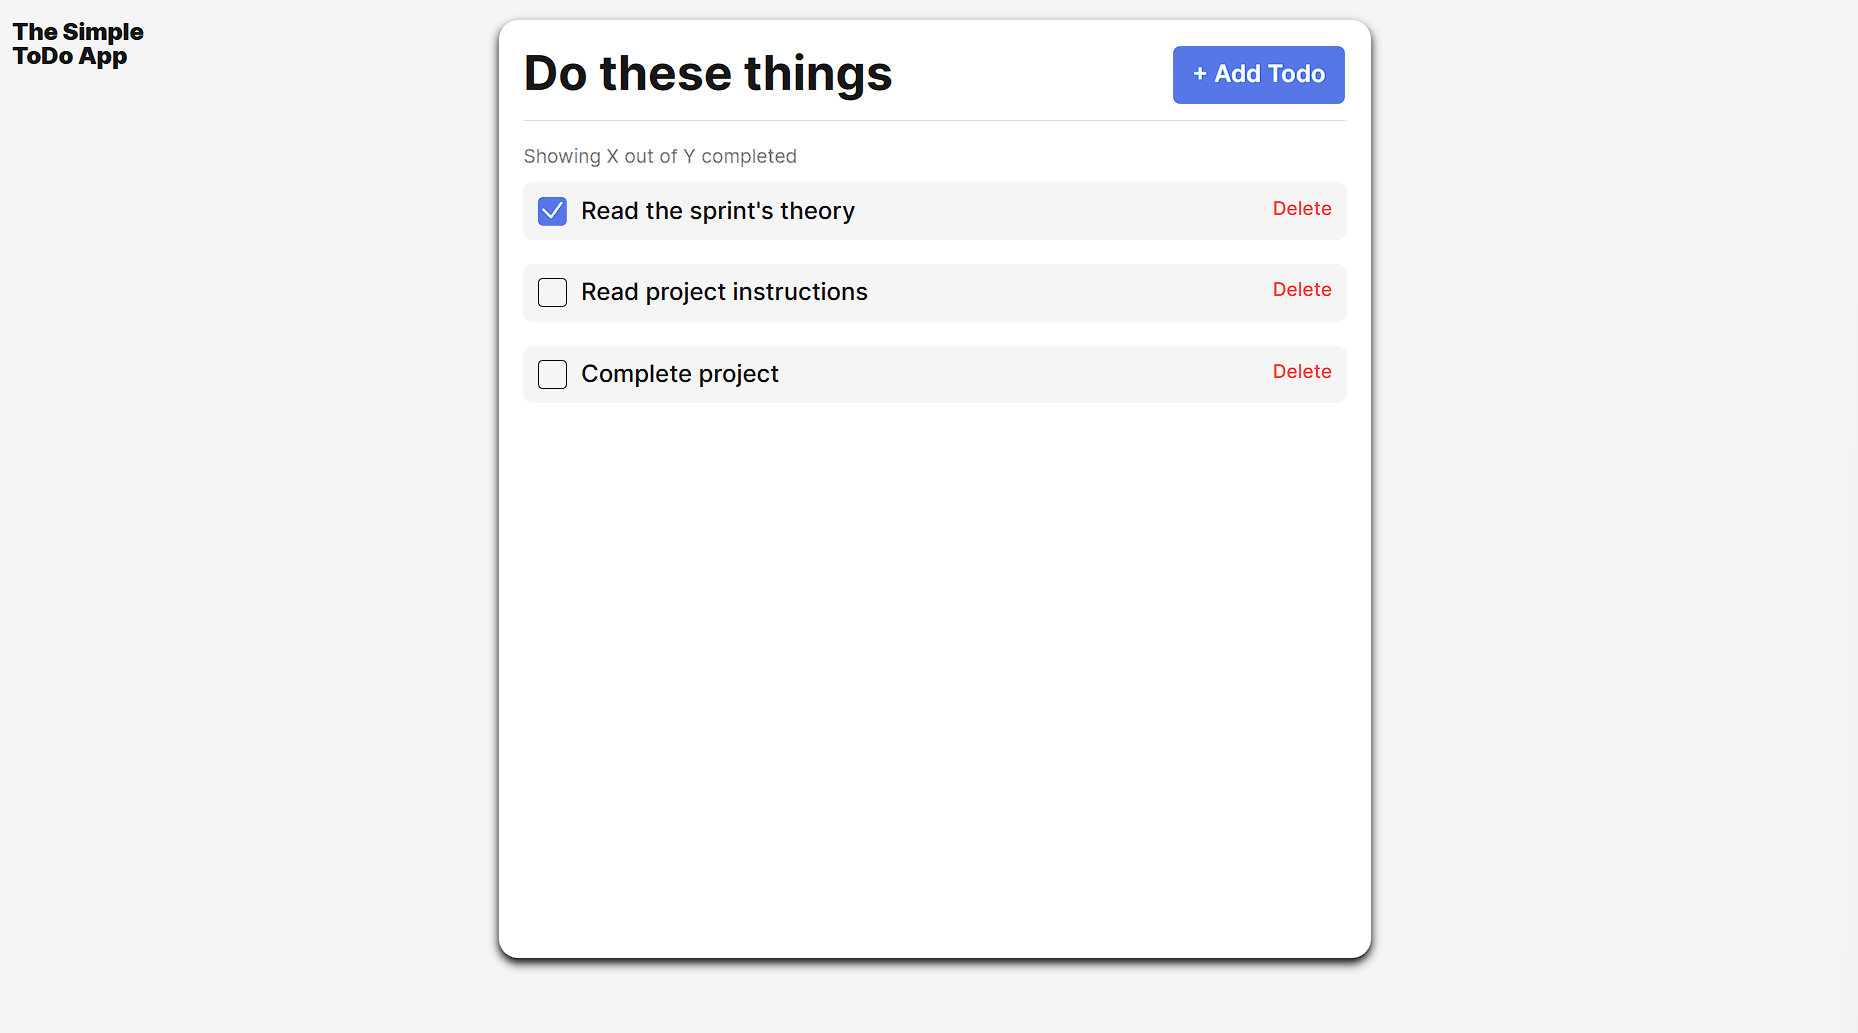 The Simple
ToDo App
Do these things
+ Add Todo
Showing X out of Y completed
Read the sprint's theory
Delete
Read project instructions
Delete
Complete project
Delete